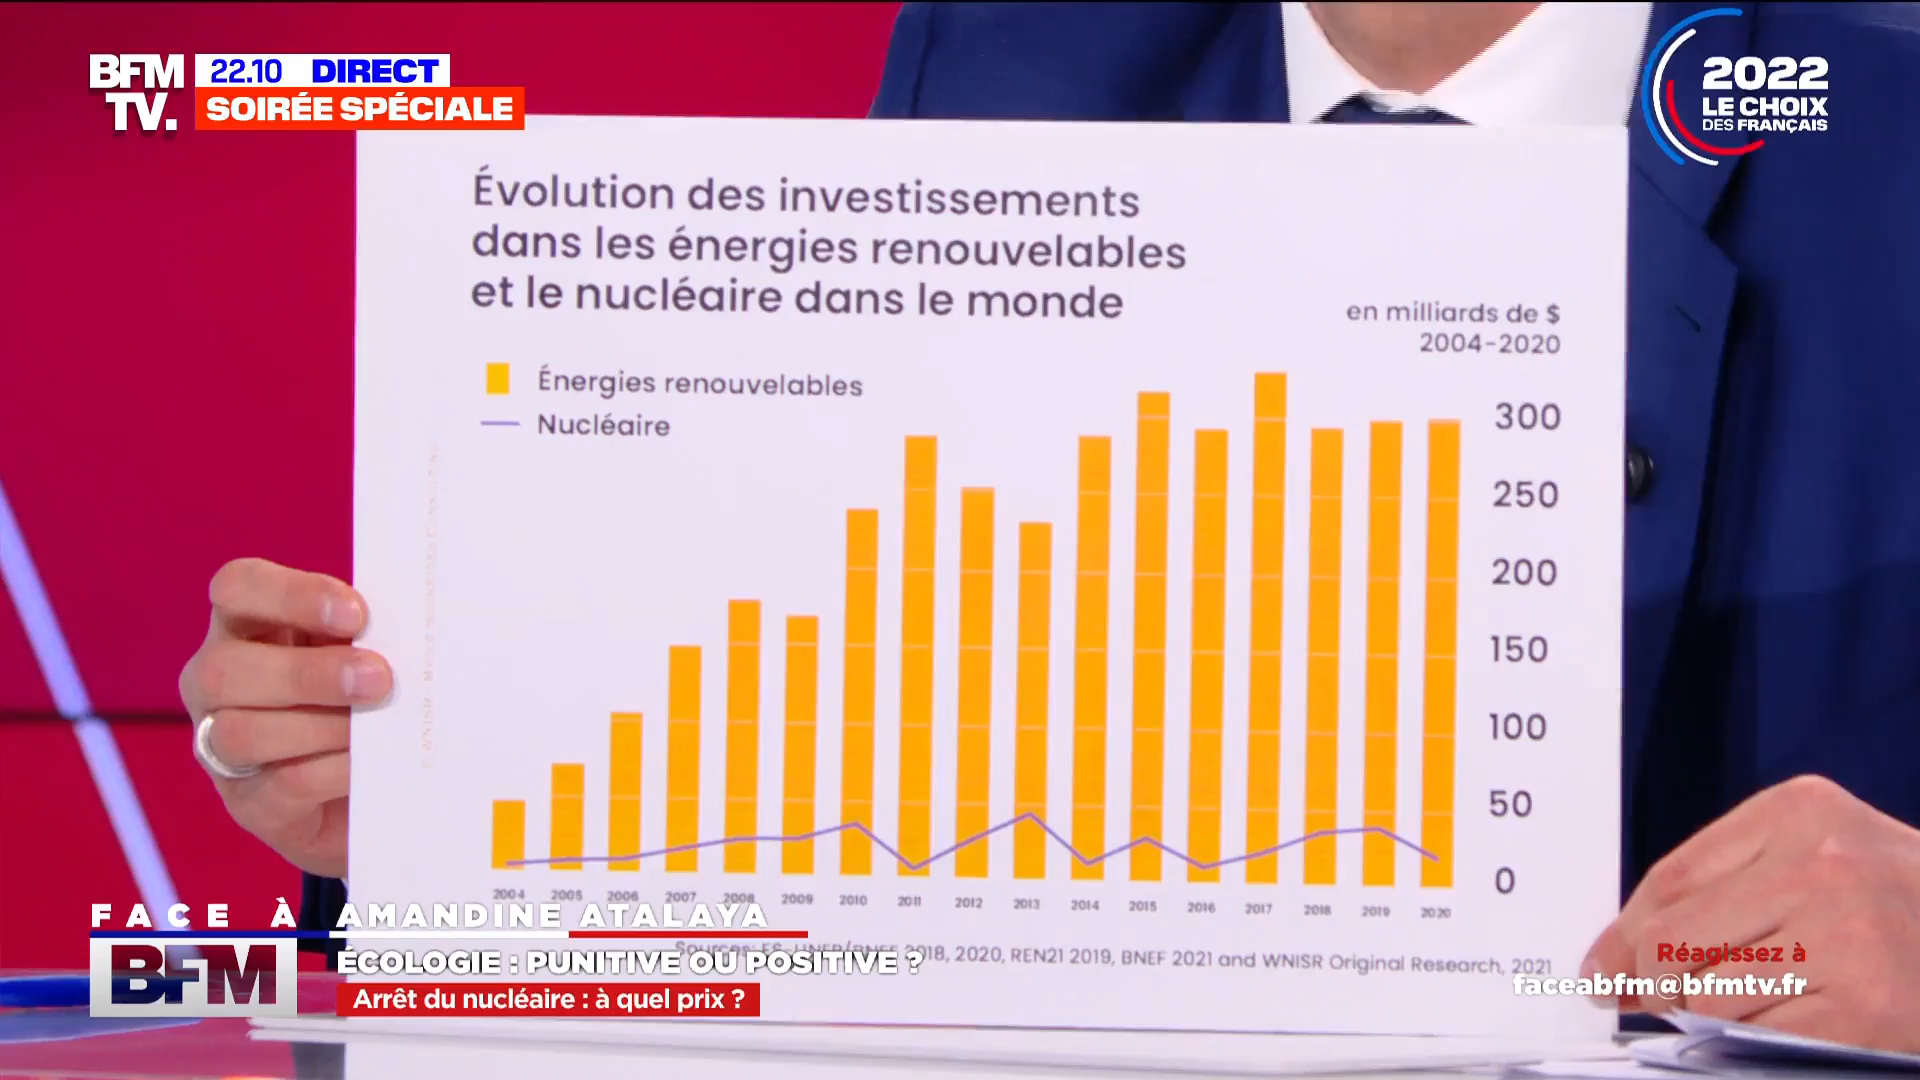 BFM
TV.
22.10 DIRECT
SOIRÉE SPÉCIALE
2022
LE CHOIX
DES FRANÇAIS
Évolution des investissements
dans les énergies renouvelables
et le nucléaire dans le monde
en milliards de $
2004-2020
Énergies renouvelables
Nucléaire
300
250
200
150
100
50
0
2004 2005 2006 2007 2008 2009 2010 2011 2012 2013 2014 2015 2016 2017 2018 2019 2020
2018, 2020, REN21 2019, BNEF 2021 and WNISR Original Research, 2021
FACE À AMANDINE ATALAYA
BFM
ÉCOLOGIE : PUNITIVE OU POSITIVE ?
Arrêt du nucléaire : à quel prix ?
Réagissez à
faceabfm@bfmtv.fr